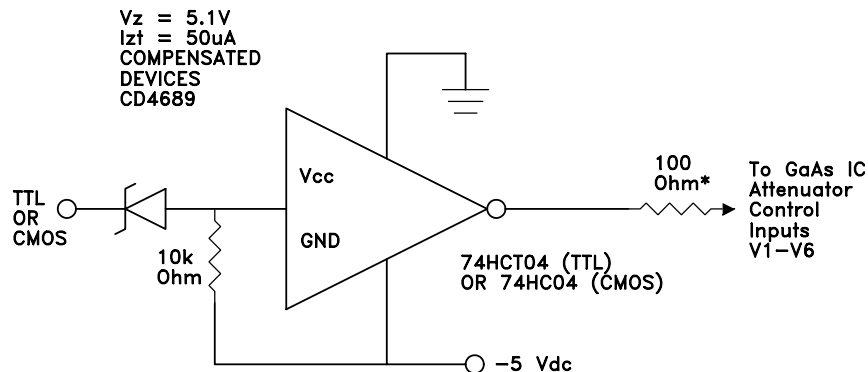 Vz = 5.1V
Izt = 50uA
COMPENSATED
DEVICES
CD4689
TTL
OR
CMOS
10k
Ohm
Vcc
GND
74HCT04 (TTL)
OR 74HC04 (CMOS)
-5 Vdc
100
Ohm*
To GaAs IC
Attenuator
Control
Inputs
V1-V6